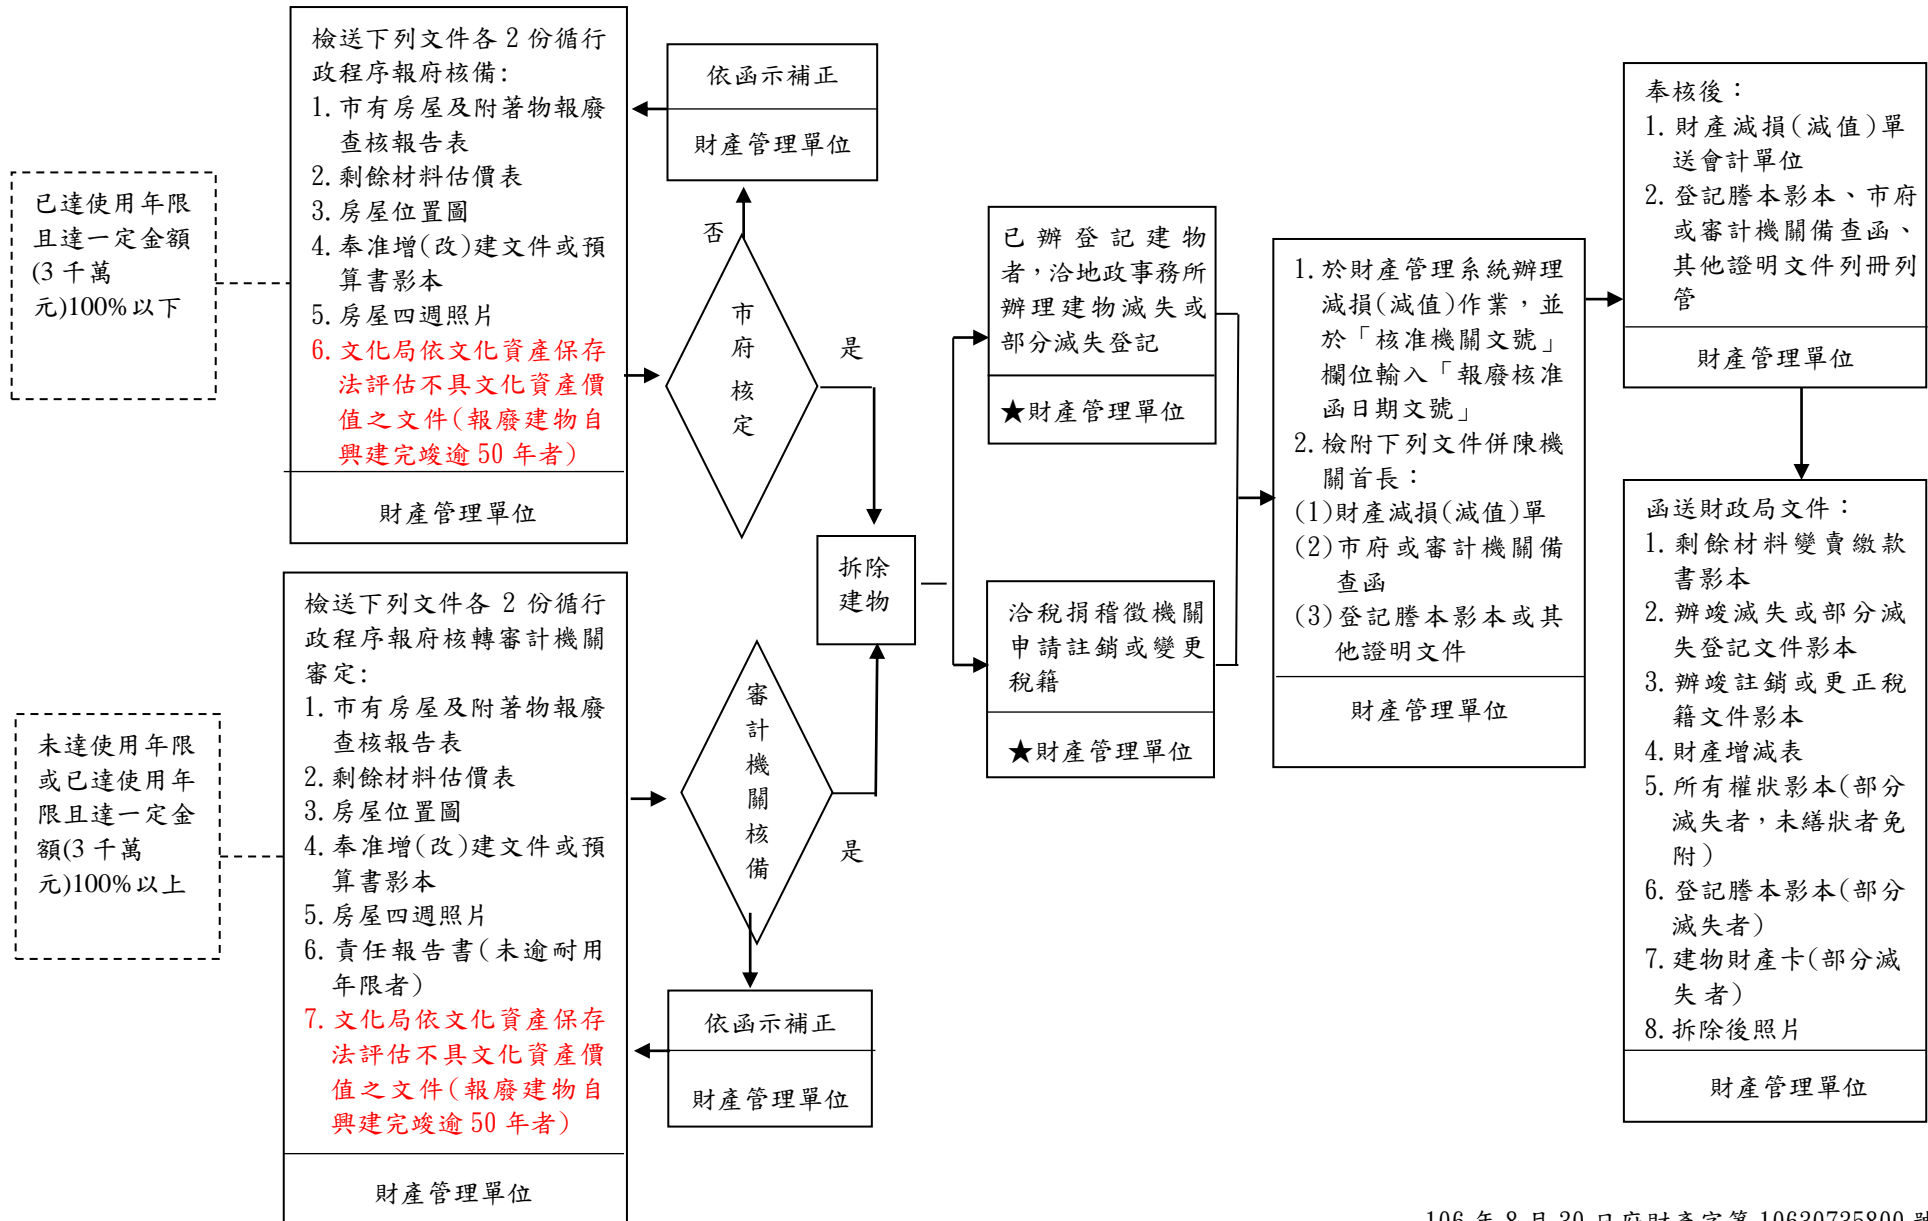 已達使用年限
且達一定金額
(3 千萬
元)100%以下
檢送下列文件各 2 份循行
政程序報府核備:
1.市有房屋及附著物報廢
查核報告表
2.剩餘材料估價表
3.房屋位置圖
4.奉准增(改)建文件或預
算書影本
5.房屋四週照片
6.文化局依文化資產保存
法評估不具文化資產價
值之文件(報廢建物自
興建完竣逾 50 年者)
財產管理單位
依函示補正
財產管理單位
否
市
府
核
定
是
未達使用年限
或已達使用年
限且達一定金
額(3 千萬
元)100%以上
檢送下列文件各 2 份循行
政程序報府核轉審計機關
審定:
1.市有房屋及附著物報廢
查核報告表
2.剩餘材料估價表
3.房屋位置圖
4.奉准增(改)建文件或預
算書影本
5.房屋四週照片
6.責任報告書(未逾耐用
年限者)
7.文化局依文化資產保存
法評估不具文化資產價
值之文件(報廢建物自
興建完竣逾 50 年者)
財產管理單位
審
計
機
關
核
備
是
依函示補正
財產管理單位
拆除
建物
已辦登記建物
者，洽地政事務所
辦理建物滅失或
部分滅失登記
★財產管理單位
洽稅捐稽徵機關
申請註銷或變更
稅籍
★財產管理單位
1.於財產管理系統辦理
減損(減值)作業，並
於「核准機關文號」
欄位輸入「報廢核准
函日期文號」
2.檢附下列文件併陳機
關首長：
(1)財產減損(減值)單
(2)市府或審計機關備
查函
(3)登記謄本影本或其
他證明文件
財產管理單位
奉核後：
1.財產減損(減值)單
送會計單位
2.登記謄本影本、市府
或審計機關備查函、
其他證明文件列冊列
管
財產管理單位
函送財政局文件：
1.剩餘材料變賣繳款
書影本
2.辦竣滅失或部分滅
失登記文件影本
3.辦竣註銷或更正稅
籍文件影本
4.財產增減表
5.所有權狀影本(部分
滅失者，未繕狀者免
附)
6.登記謄本影本(部分
滅失者)
7.建物財產卡(部分滅
失者)
8.拆除後照片
財產管理單位
106 年 8 月 30 日府財產字第 10630735800 號